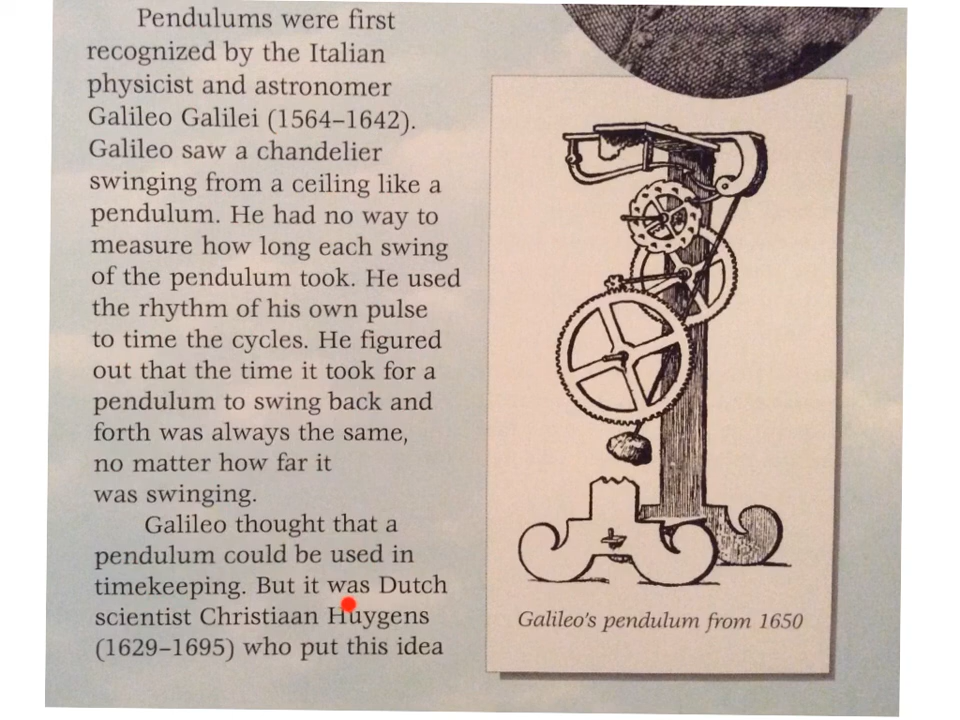 Pendulums were first
recognized by the Italian
physicist and astronomer
Galileo Galilei (1564–1642).
Galileo saw a chandelier
swinging from a ceiling like a
pendulum. He had no way to
measure how long each swing
of the pendulum took. He used
the rhythm of his own pulse
to time the cycles. He figured
out that the time it took for a
pendulum to swing back and
forth was always the same,
no matter how far it
was swinging.
Galileo thought that a
pendulum could be used in
timekeeping. But it was Dutch
scientist Christiaan Huygens
(1629–1695) who put this idea
Galileo's pendulum from 1650